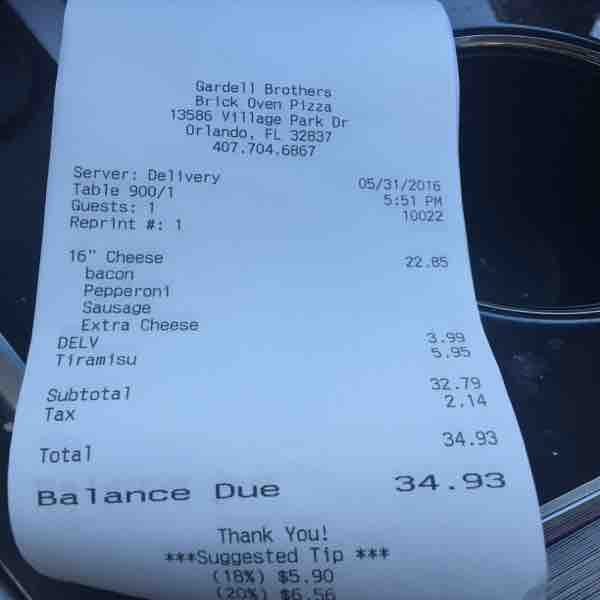 Gardell Brothers
Brick Oven Pizza
13586 Village Park Dr
Orlando, FL 32837
407.704.6867
Server: Delivery 05/31/2016
Table 900/1 5:51 PM
Guests: 1 10022
Reprint #: 1
16" Cheese 22.85
bacon
Pepperoni
Sausage
Extra Cheese
DELV 3.99
Tiramisu 5.95
Subtotal 32.79
Tax 2.14
Total 34.93
Balance Due 34.93
Thank You!
***Suggested Tip ***
(18%) $5.90
(20%) $6.56